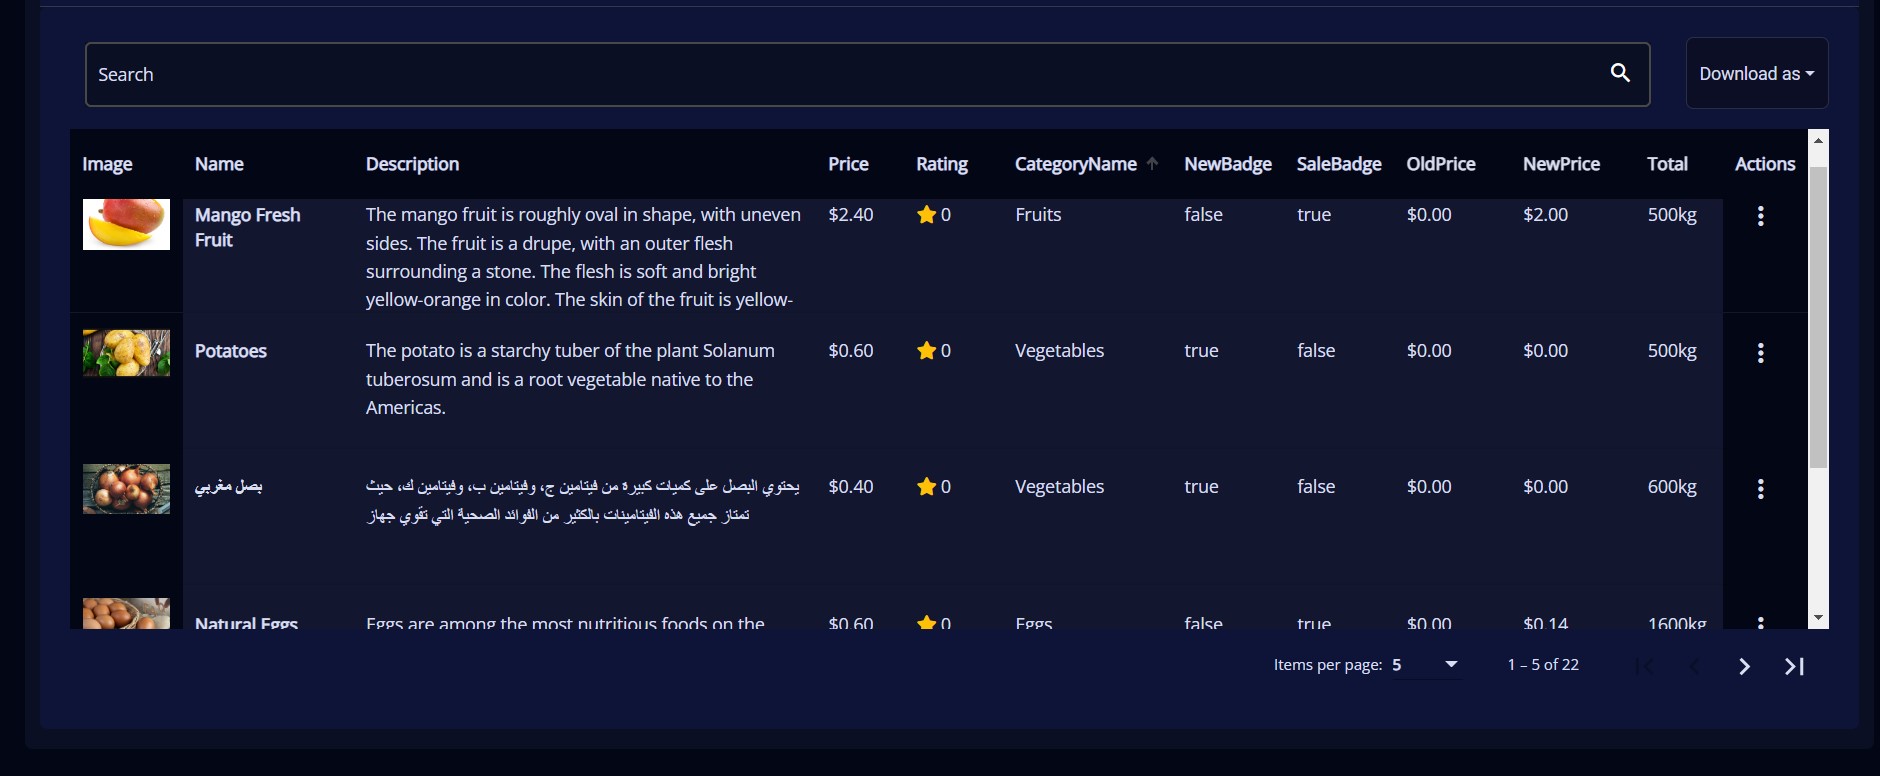 Search
Download as
Image Name Description Price Rating CategoryName NewBadge SaleBadge OldPrice NewPrice Total Actions
Mango Fresh
Fruit
The mango fruit is roughly oval in shape, with uneven
sides. The fruit is a drupe, with an outer flesh
surrounding a stone. The flesh is soft and bright
yellow-orange in color. The skin of the fruit is yellow-
$2.40 0 Fruits false true $0.00 $2.00 500kg
Potatoes
The potato is a starchy tuber of the plant Solanum
tuberosum and is a root vegetable native to the
Americas.
$0.60 0 Vegetables true false $0.00 $0.00 500kg
بصل مغربي
يحتوي البصل على كميات كبيرة من فيتامين ج، وفيتامين ب، وفيتامين ك، حيث
تمتاز جميع هذه الفيتامينات بالكثير من الفوائد الصحية التي تقوي جهاز
$0.40 0 Vegetables true false $0.00 $0.00 600kg
Natural Eggs
Eggs are among the most nutritious foods on the
$0.60 0 Eggs false true $0.00 $0.14 1600kg
Items per page: 5 1 – 5 of 22